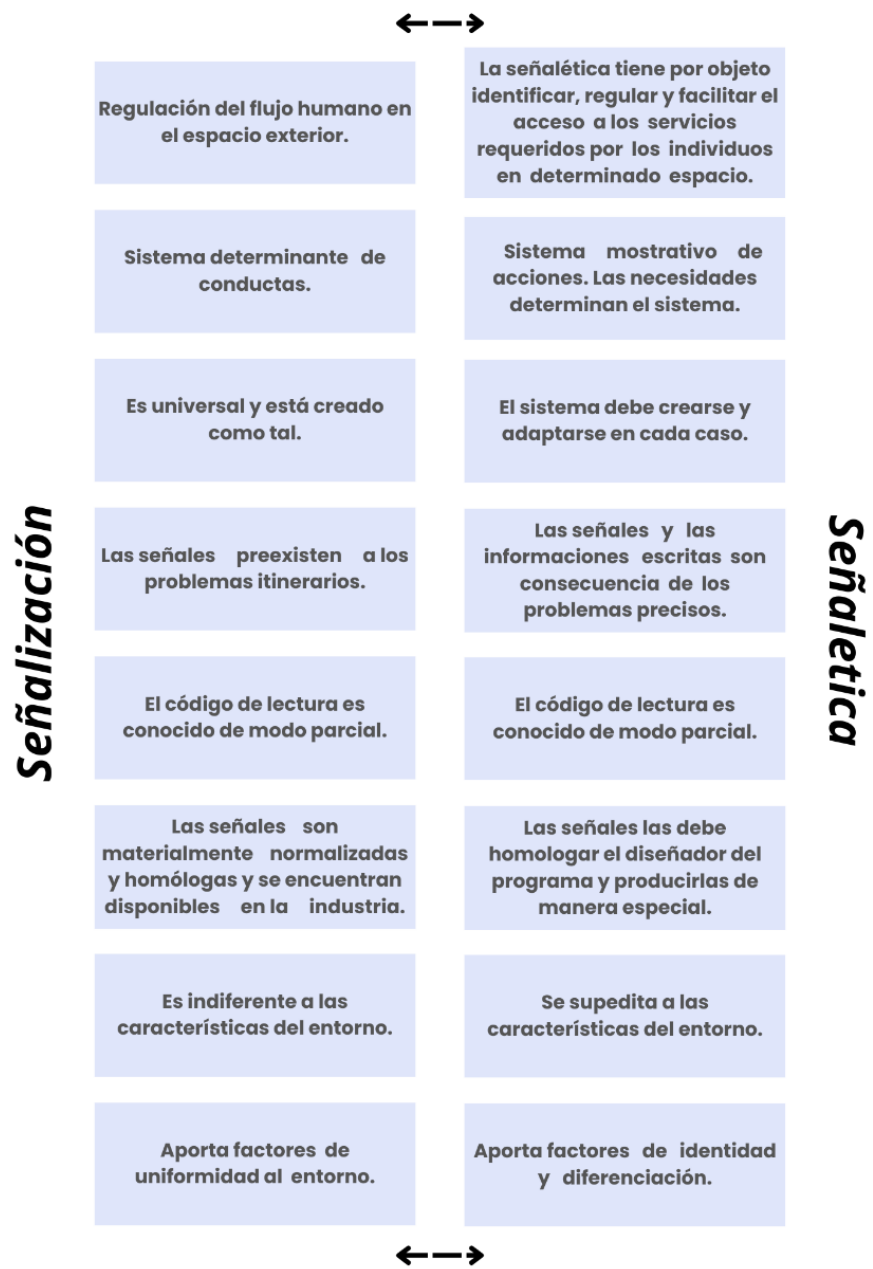 Señalización
Regulación del flujo humano en
el espacio exterior.
La señalética tiene por objeto
identificar, regular y facilitar el
acceso a los servicios
requeridos por los individuos
en determinado espacio.
Sistema determinante de
conductas.
Sistema mostrativo de
acciones. Las necesidades
determinan el sistema.
Es universal y está creado
como tal.
El sistema debe crearse y
adaptarse en cada caso.
Las señales preexisten a los
problemas itinerarios.
Las señales y las
informaciones escritas son
consecuencia de los
problemas precisos.
El código de lectura es
conocido de modo parcial.
El código de lectura es
conocido de modo parcial.
Las señales son
materialmente normalizadas
y homólogas y se encuentran
disponibles en la industria.
Las señales las debe
homologar el diseñador del
programa y producirlas de
manera especial.
Es indiferente a las
características del entorno.
Se supedita a las
características del entorno.
Aporta factores de
uniformidad al entorno.
Aporta factores de identidad
y diferenciación.
Señaletica